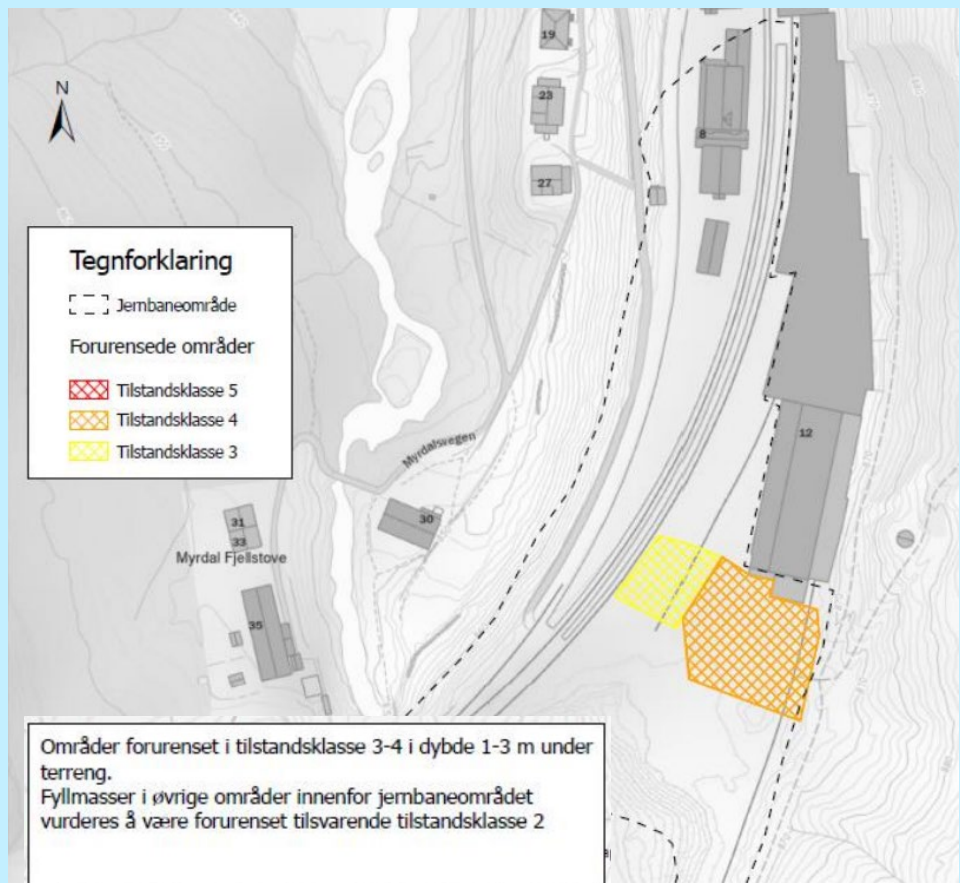 19
N
23
8
27
Tegnforklaring
Jernbaneområde
Forurensede områder
Tilstandsklasse 5
Tilstandsklasse 4
Tilstandsklasse 3
12
Myrdalsvegen
30
31
33
Myrdal Fjellstove
35
Områder forurenset i tilstandsklasse 3-4 i dybde 1-3 m under
terreng.
Fyllmasser i øvrige områder innenfor jernbaneområdet
vurderes å være forurenset tilsvarende tilstandsklasse 2